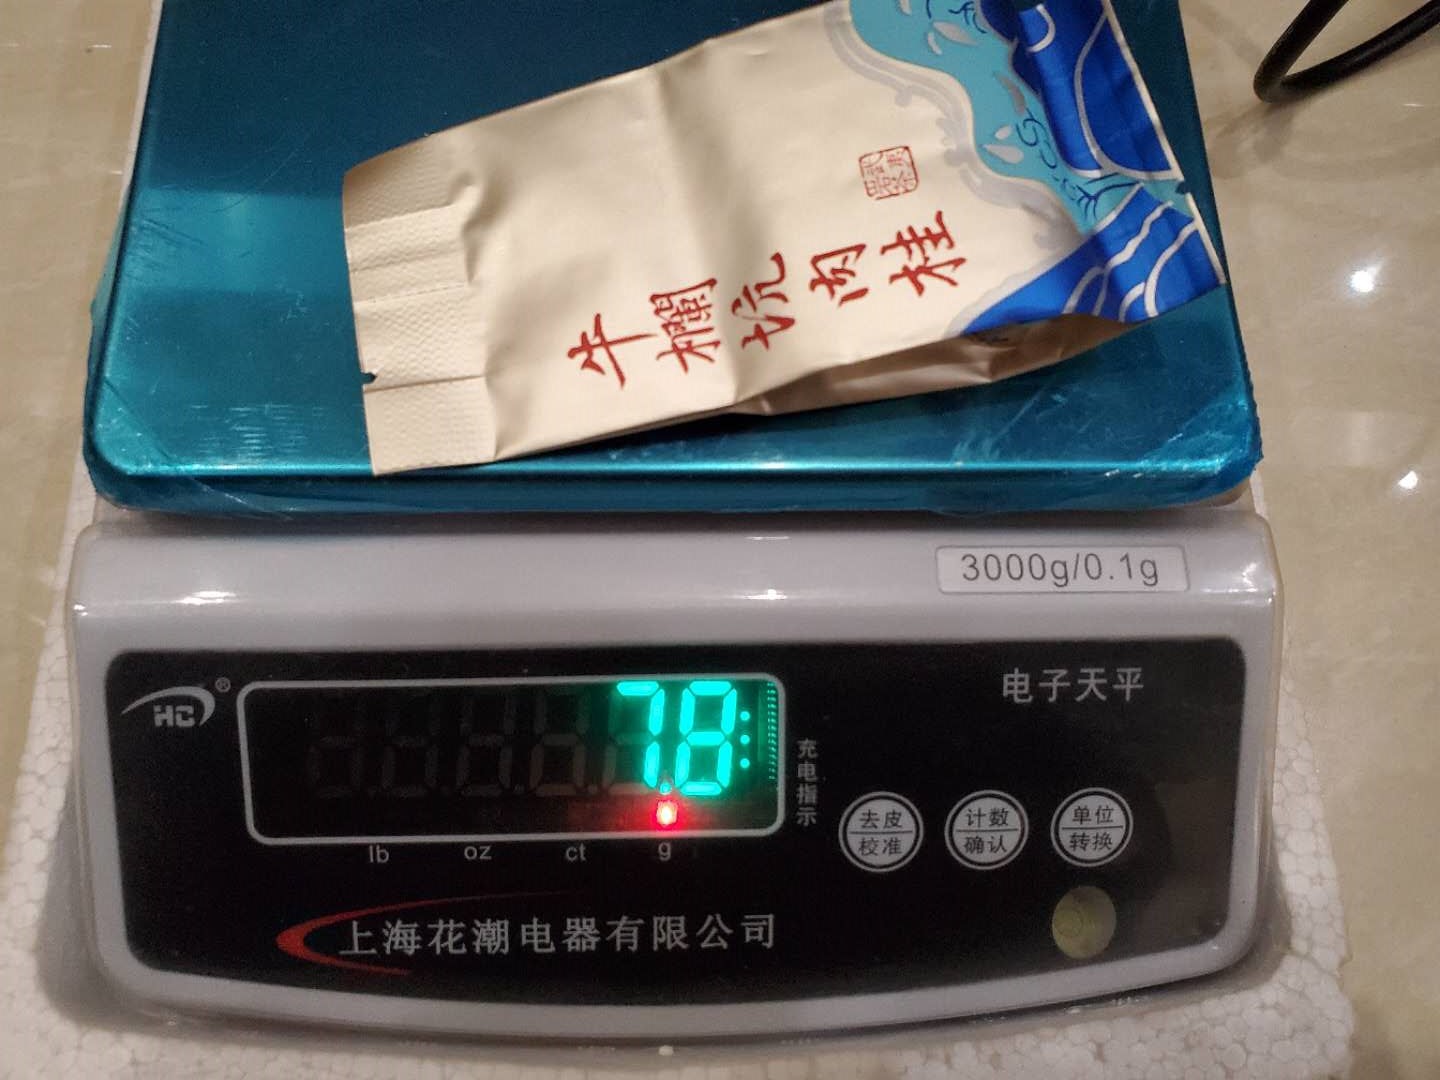 牛欄坑肉桂
3000g/0.1g
电子天平
HC®
7.8
充电指示
lb oz ct g
去皮
校准
计数
确认
单位
转换
上海花潮电器有限公司